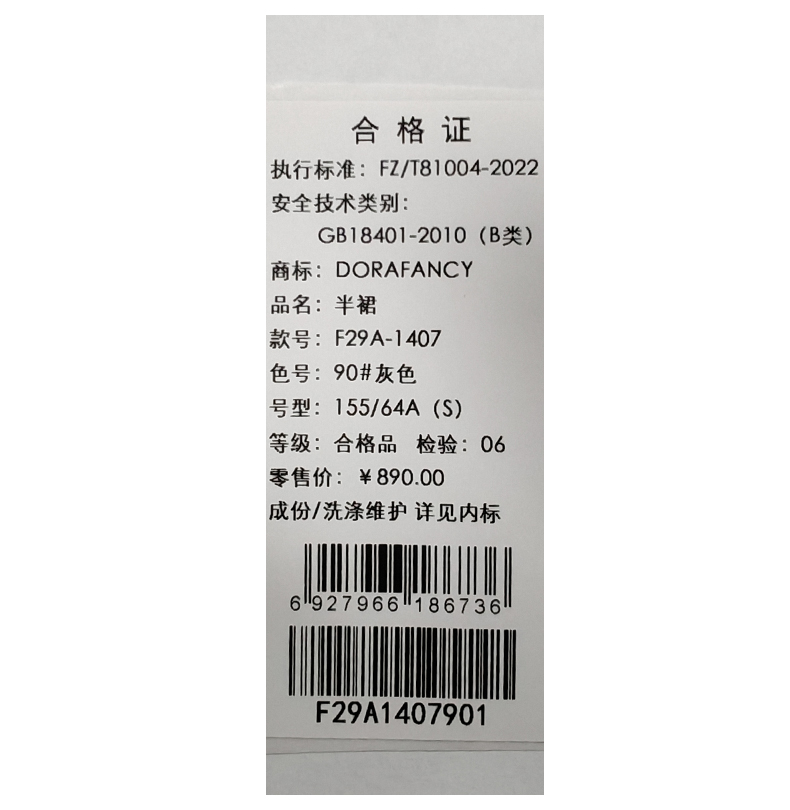 合格证
执行标准：FZ/T81004-2022
安全技术类别：
GB18401-2010（B类）
商标：DORAFANCY
品名：半裙
款号：F29A-1407
色号：90#灰色
号型：155/64A（S）
等级：合格品 检验：06
零售价：￥890.00
成份/洗涤维护 详见内标
6 927966 186736
F29A1407901